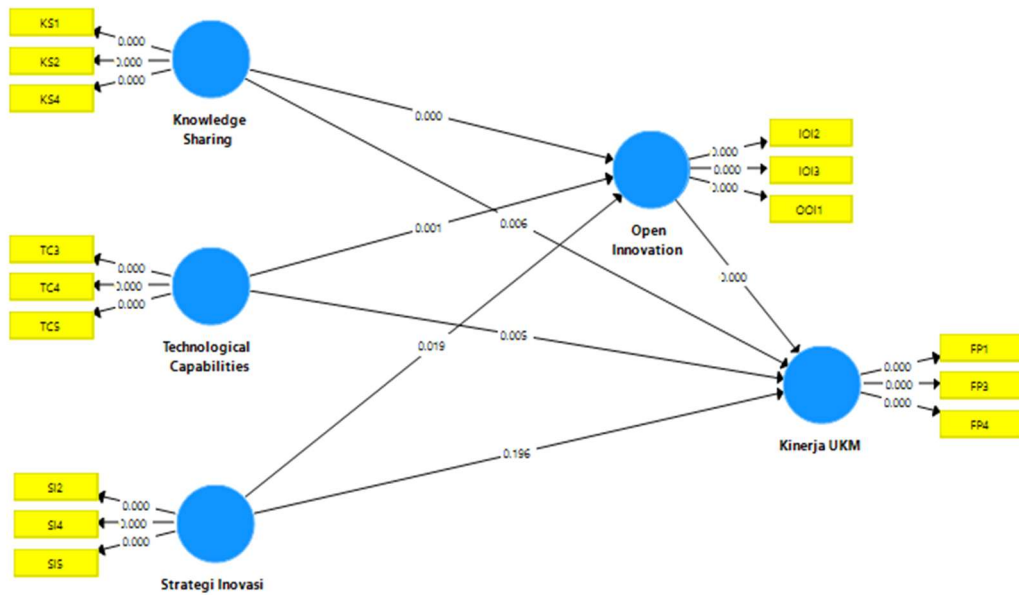 KS1
0.000
KS2
0.000
KS4
0.000
Knowledge
Sharing
0.000
0.006
TC3
0.000
TC4
0.000
TC5
0.000
Technological
Capabilities
0.001
0.005
SI2
0.000
SI4
0.000
SI5
0.000
Strategi Inovasi
0.019
0.196
Open
Innovation
IOI2
0.000
IOI3
0.000
OOI1
0.000
0.000
Kinerja UKM
FP1
0.000
FP3
0.000
FP4
0.000